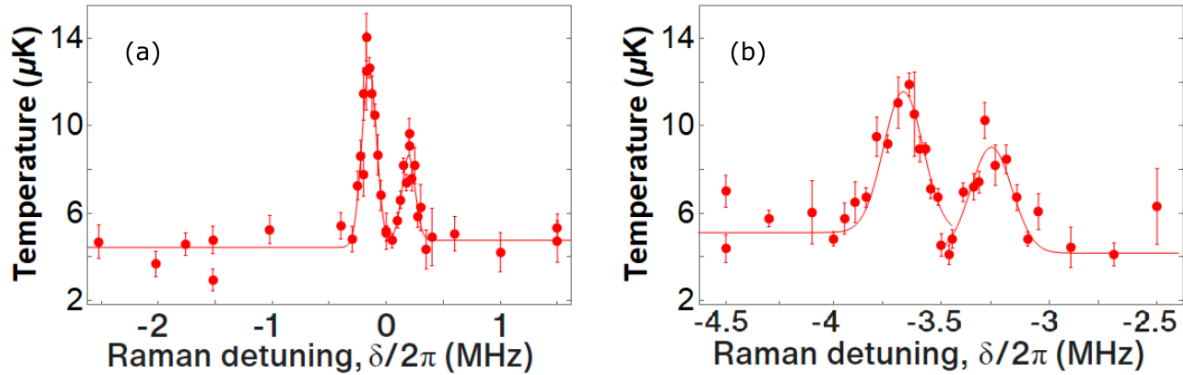 (a)
Temperature (μK)
14
10
6
2
-2 -1 0 1
Raman detuning, δ/2π (MHz)
(b)
Temperature (μK)
14
10
6
2
-4.5 -4 -3.5 -3 -2.5
Raman detuning, δ/2π (MHz)